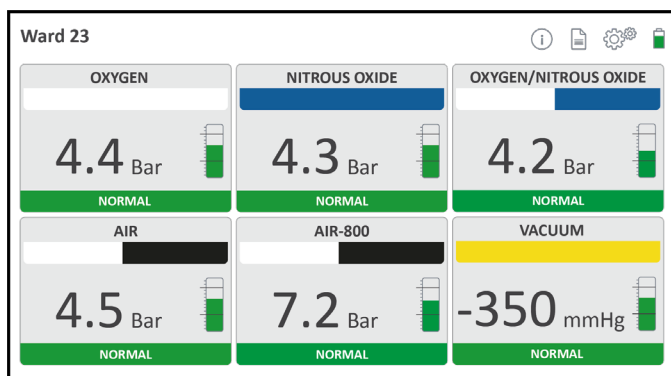 Ward 23
OXYGEN
NITROUS OXIDE
OXYGEN/NITROUS OXIDE
4.4 Bar
4.3 Bar
4.2 Bar
NORMAL
NORMAL
NORMAL
AIR
AIR-800
VACUUM
4.5 Bar
7.2 Bar
-350 mmHg
NORMAL
NORMAL
NORMAL